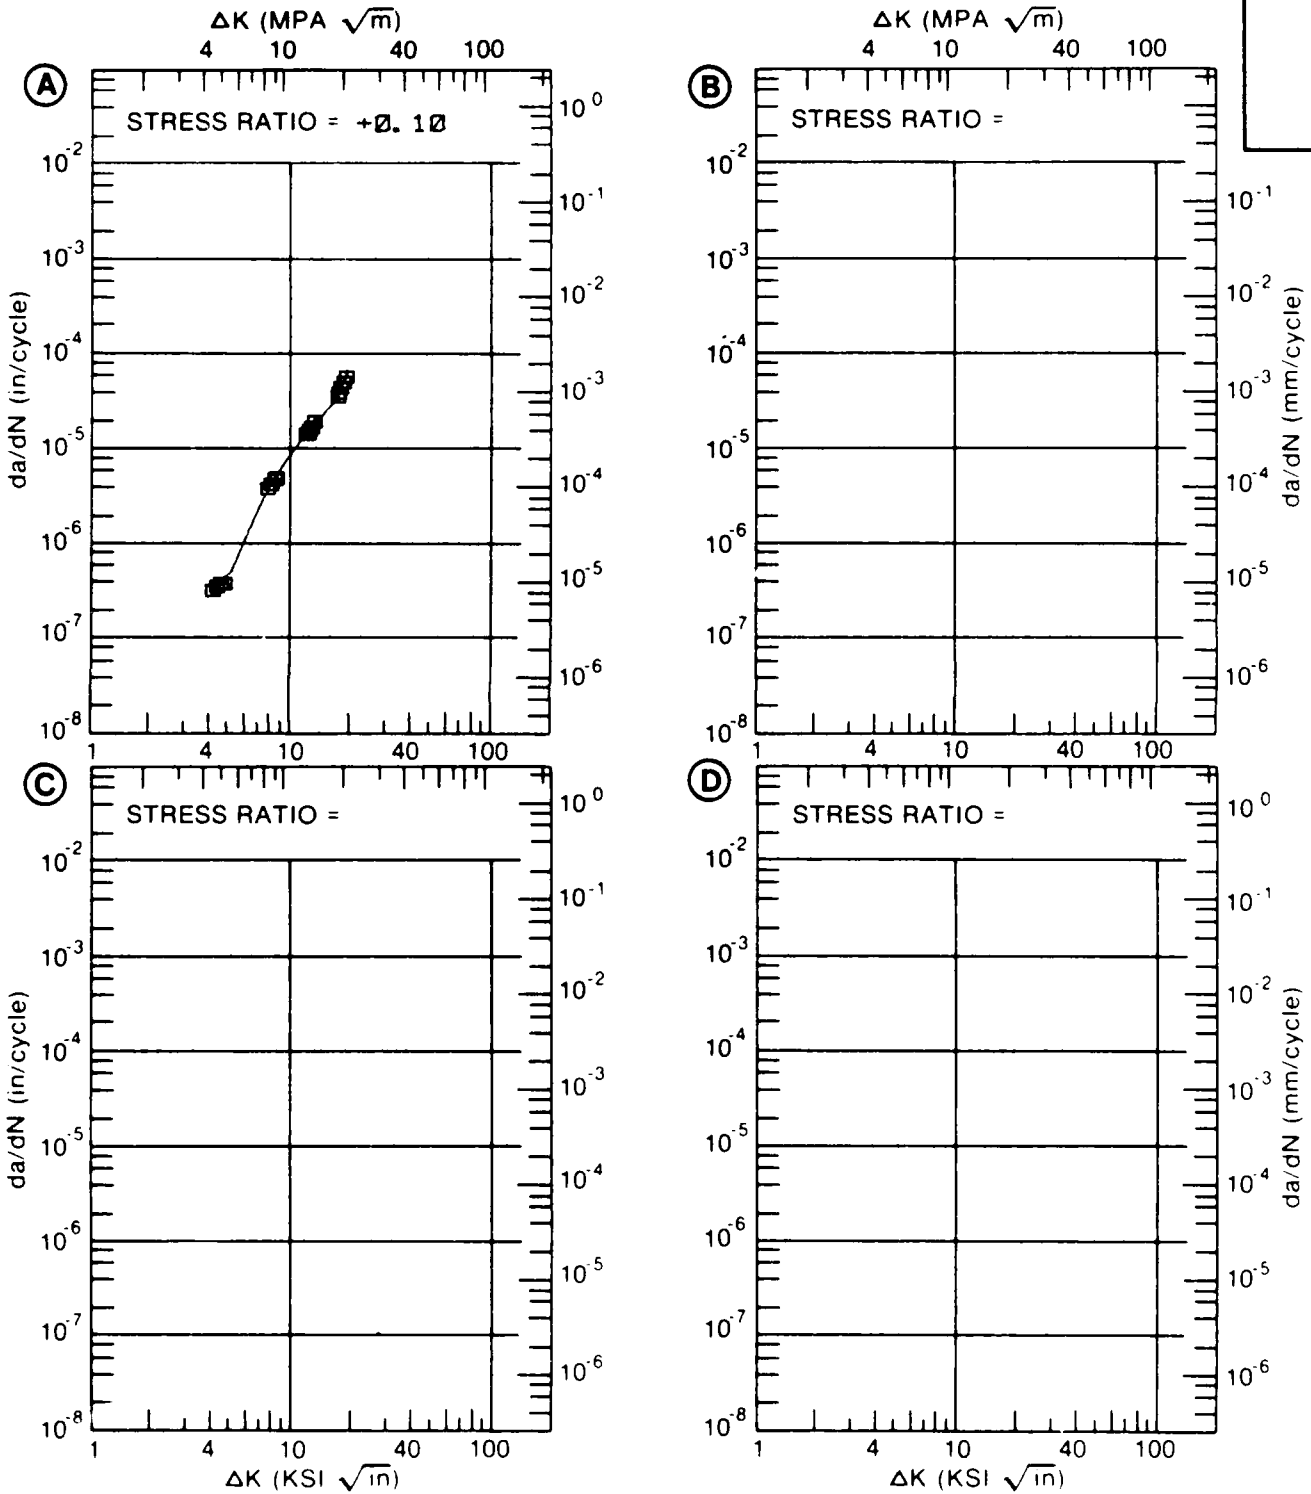 ΔK (MPA √m)
4 10 40 100
ΔK (MPA √m)
4 10 40 100
A
STRESS RATIO = +0.10
10⁰
10⁻²
10⁻¹
10⁻³
10⁻²
10⁻⁴
10⁻³
10⁻⁵
10⁻⁴
10⁻⁶
10⁻⁵
10⁻⁷
10⁻⁶
10⁻⁸
da/dN (in/cycle)
1 4 10 40 100
B
STRESS RATIO =
10⁻²
10⁻¹
10⁻³
10⁻²
10⁻⁴
10⁻³
10⁻⁵
10⁻⁴
10⁻⁶
10⁻⁵
10⁻⁷
10⁻⁶
10⁻⁸
da/dN (mm/cycle)
1 4 10 40 100
C
STRESS RATIO =
10⁰
10⁻²
10⁻¹
10⁻³
10⁻²
10⁻⁴
10⁻³
10⁻⁵
10⁻⁴
10⁻⁶
10⁻⁵
10⁻⁷
10⁻⁶
10⁻⁸
da/dN (in/cycle)
1 4 10 40 100
ΔK (KSI √in)
D
STRESS RATIO =
10⁰
10⁻²
10⁻¹
10⁻³
10⁻²
10⁻⁴
10⁻³
10⁻⁵
10⁻⁴
10⁻⁶
10⁻⁵
10⁻⁷
10⁻⁶
10⁻⁸
da/dN (mm/cycle)
1 4 10 40 100
ΔK (KSI √in)